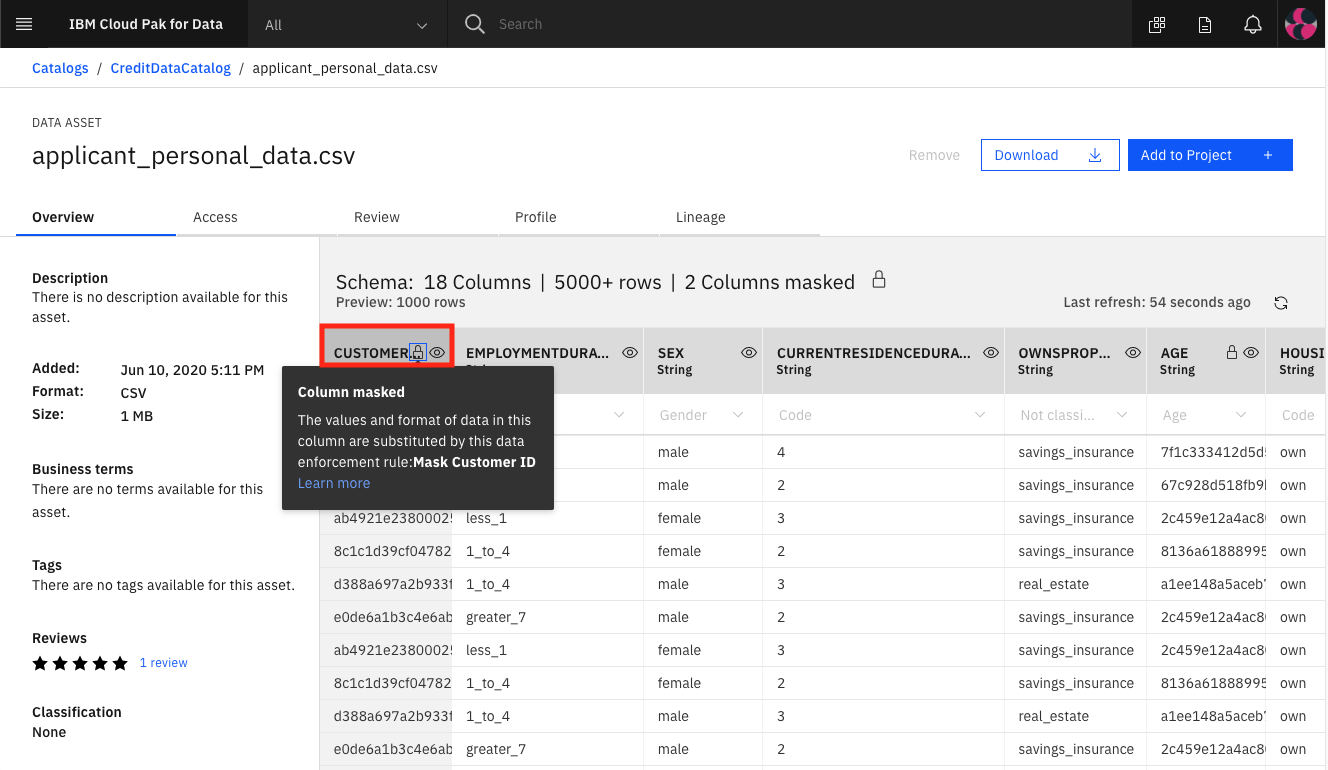 IBM Cloud Pak for Data
All
Search
Catalogs / CreditDataCatalog / applicant_personal_data.csv
DATA ASSET
applicant_personal_data.csv
Remove
Download
Add to Project +
Overview
Access
Review
Profile
Lineage
Description
There is no description available for this
asset.
Added: Jun 10, 2020 5:11 PM
Format: CSV
Size: 1 MB
Business terms
There are no terms available for this
asset.
Tags
There are no tags available for this asset.
Reviews
1 review
Classification
None
Schema: 18 Columns | 5000+ rows | 2 Columns masked
Preview: 1000 rows
Last refresh: 54 seconds ago
CUSTOMER... EMPLOYMENTDURA... SEX CURRENTRESIDENCEDURA... OWNSPROP... AGE HOUSI
String String String String String
Column masked
The values and format of data in this
column are substituted by this data
enforcement rule:Mask Customer ID
Learn more
Gender Code Not classi... Age Code
male 4 savings_insurance 7f1c333412d5d5 own
male 2 savings_insurance 67c928d518fb9 own
ab4921e2380002 less_1 female 3 savings_insurance 2c459e12a4ac8 own
8c1c1d39cf04782 1_to_4 female 2 savings_insurance 8136a61888995 own
d388a697a2b933f 1_to_4 male 3 real_estate a1ee148a5aceb own
e0de6a1b3c4e6ab greater_7 male 2 savings_insurance 2c459e12a4ac8 own
ab4921e2380002 less_1 female 3 savings_insurance 2c459e12a4ac8 own
8c1c1d39cf04782 1_to_4 female 2 savings_insurance 8136a61888995 own
d388a697a2b933f 1_to_4 male 3 real_estate a1ee148a5aceb own
e0de6a1b3c4e6ab greater_7 male 2 savings_insurance 2c459e12a4ac8 own